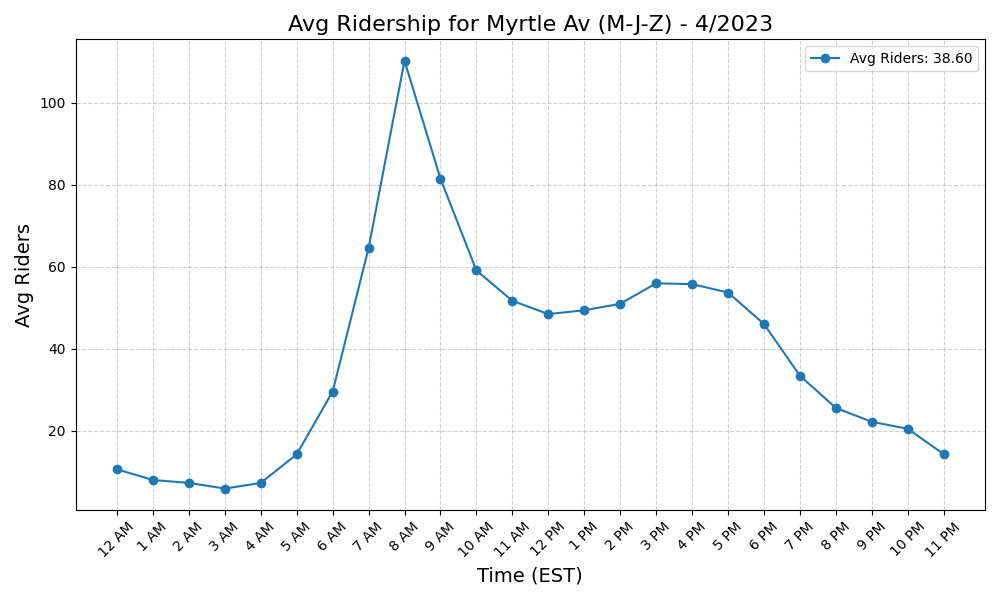 Avg Ridership for Myrtle Av (M-J-Z) - 4/2023
Avg Riders: 38.60
Avg Riders
100
80
60
40
20
12 AM
1 AM
2 AM
3 AM
4 AM
5 AM
6 AM
7 AM
8 AM
9 AM
10 AM
11 AM
12 PM
1 PM
2 PM
3 PM
4 PM
5 PM
6 PM
7 PM
8 PM
9 PM
10 PM
11 PM
Time (EST)